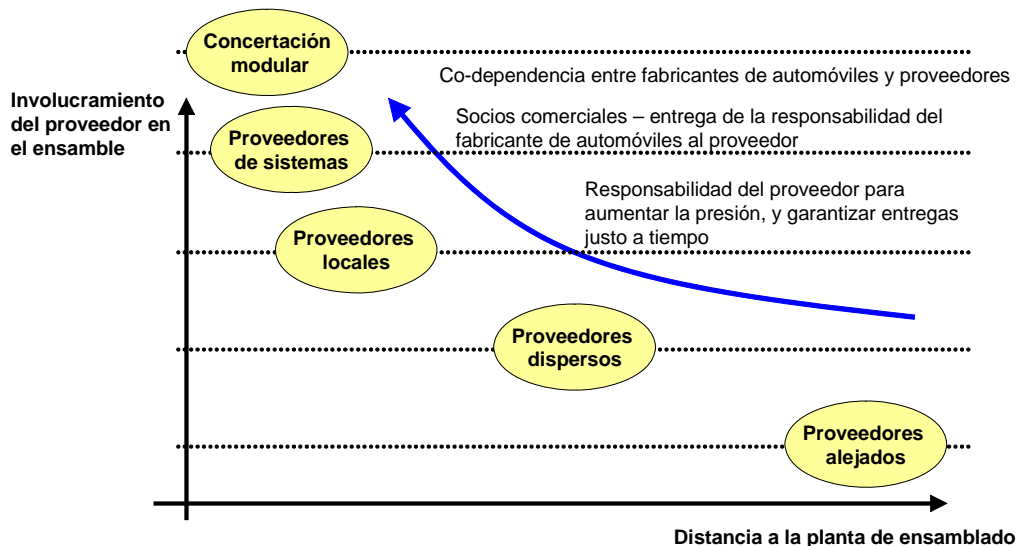 Concertación
modular
Co-dependencia entre fabricantes de automóviles y proveedores
Involucramiento
del proveedor en
el ensamble
Socios comerciales – entrega de la responsabilidad del
fabricante de automóviles al proveedor
Proveedores
de sistemas
Responsabilidad del proveedor para
aumentar la presión, y garantizar entregas
justo a tiempo
Proveedores
locales
Proveedores
dispersos
Proveedores
alejados
Distancia a la planta de ensamblado